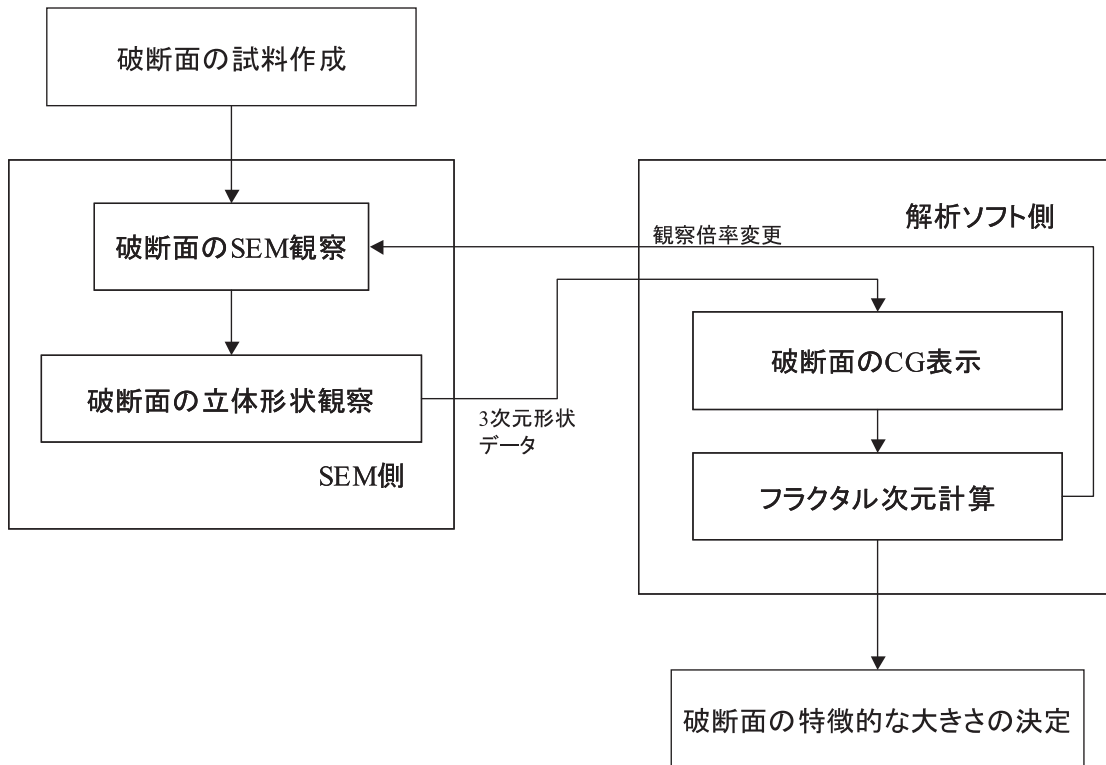 破断面の試料作成
解析ソフト側
観察倍率変更
破断面のSEM観察
破断面のCG表示
破断面の立体形状観察
3次元形状
データ
SEM側
フラクタル次元計算
破断面の特徴的な大きさの決定